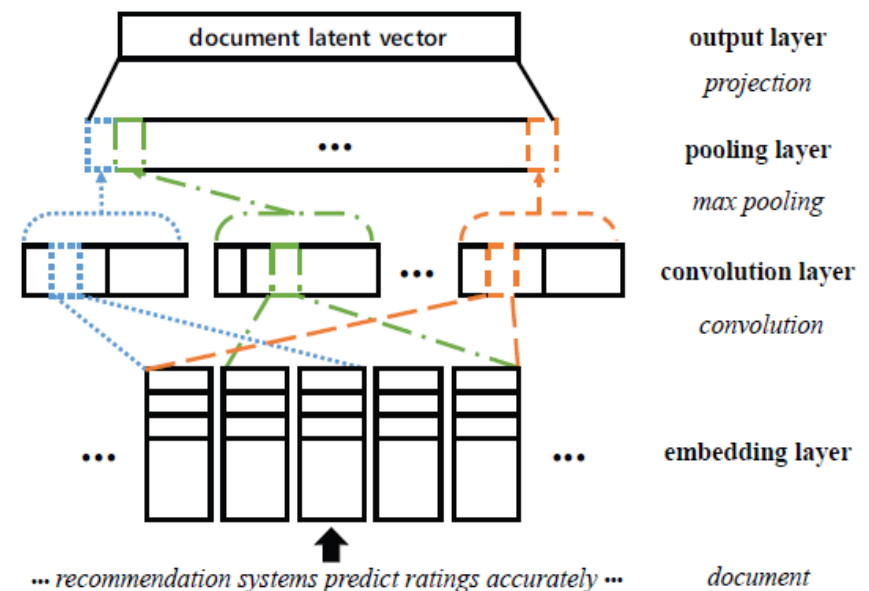 document latent vector
output layer
projection
...
pooling layer
max pooling
...
convolution layer
convolution
...
...
embedding layer
... recommendation systems predict ratings accurately ...
document